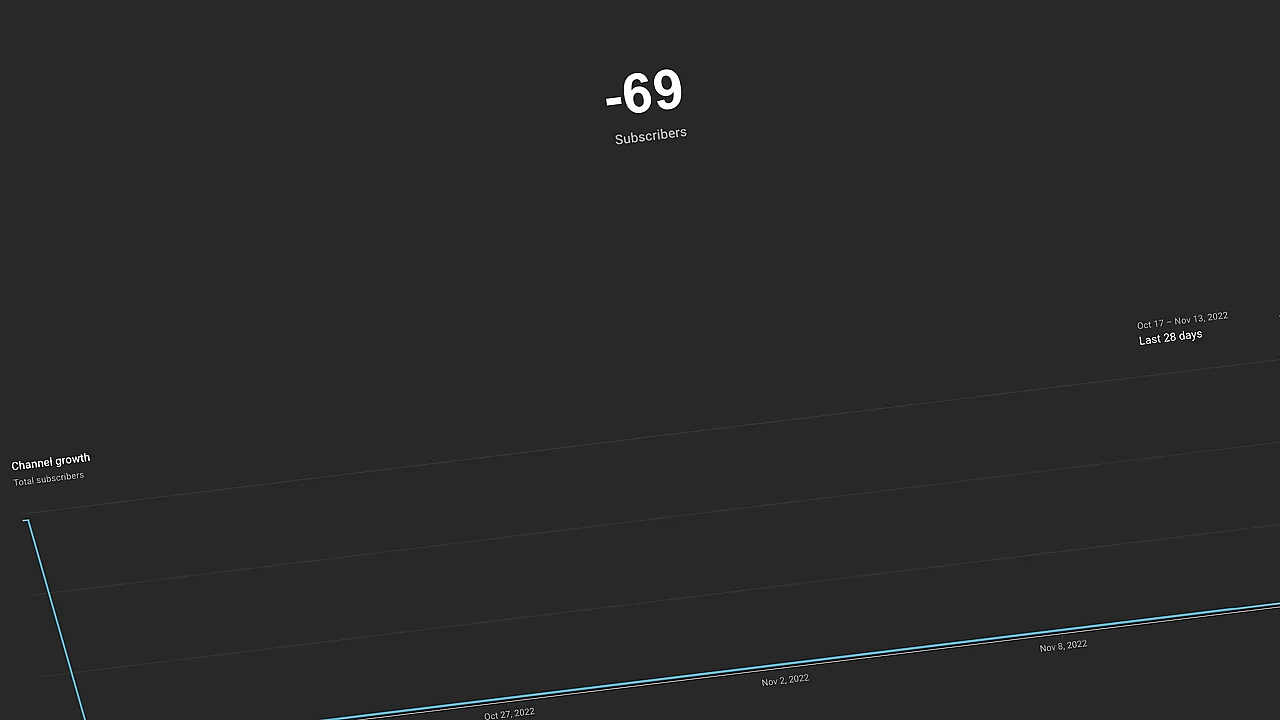 -69
Subscribers
Oct 17 – Nov 13, 2022
Last 28 days
Channel growth
Total subscribers
Nov 8, 2022
Nov 2, 2022
Oct 27, 2022